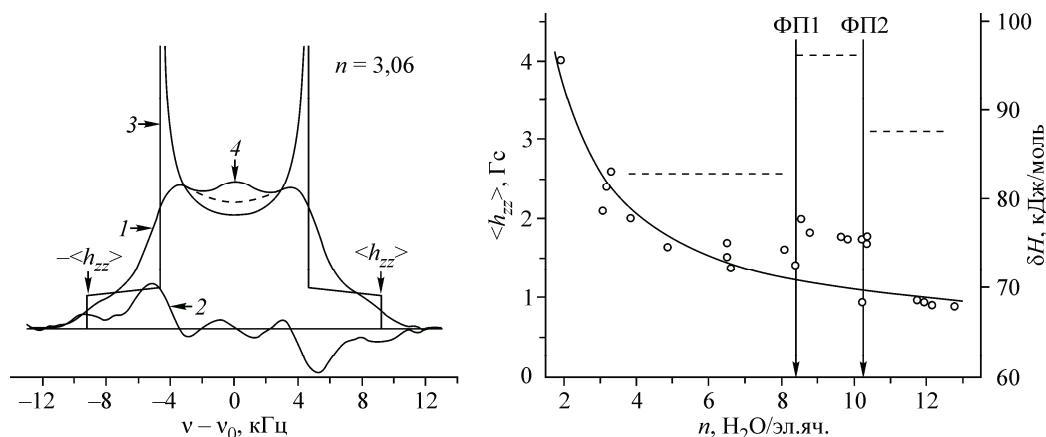 n = 3,06
3
4
1
–<h_zz>
<h_zz>
2
–12 –8 –4 0 4 8 12
ν – ν₀, кГц
ФП1 ФП2
<h_zz>, Гс
4
3
2
1
0
100
90
80
70
60
δH, кДж/моль
2 4 6 8 10 12
n, H₂O/эл.яч.